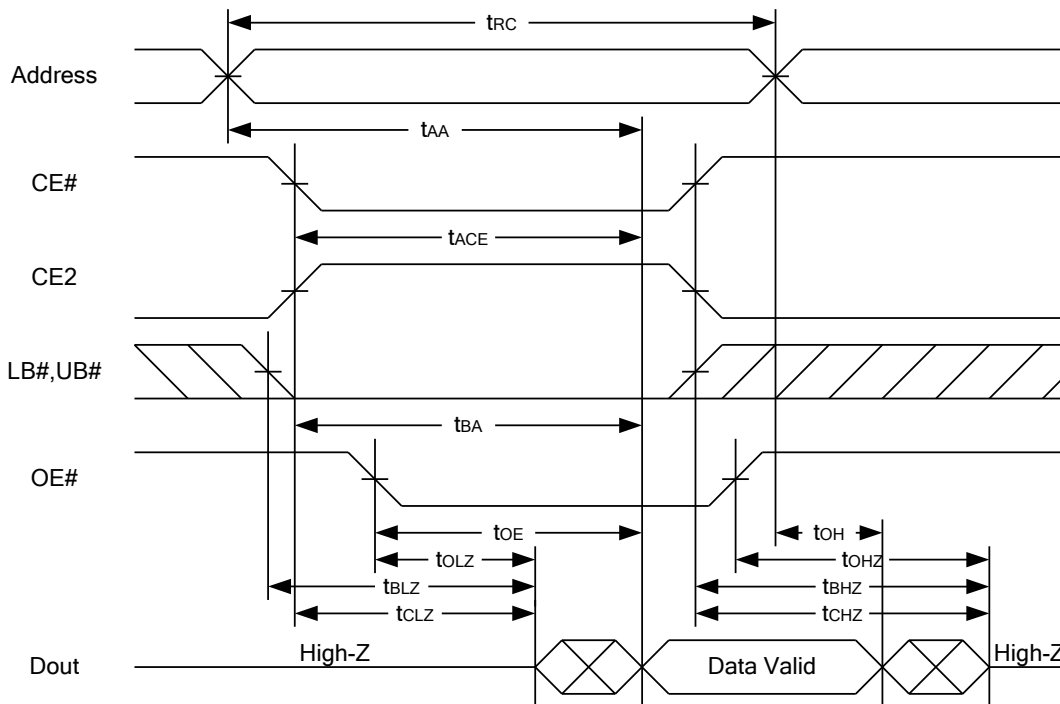 tRC
Address
tAA
CE#
tACE
CE2
LB#,UB#
tBA
OE#
tOE
tOH
tOLZ
tOHZ
tBLZ
tBHZ
tCLZ
tCHZ
Dout
High-Z
Data Valid
High-Z